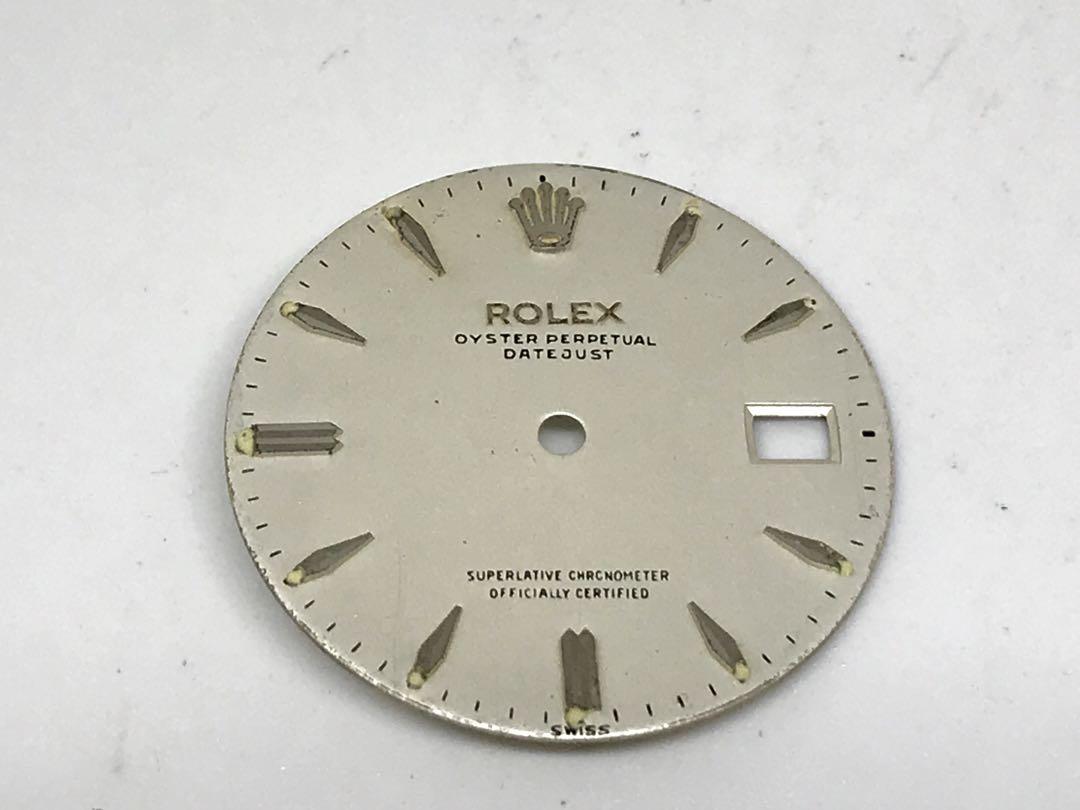 ROLEX
OYSTER PERPETUAL
DATEJUST
SUPERLATIVE CHRONOMETER
OFFICIALLY CERTIFIED
SWISS